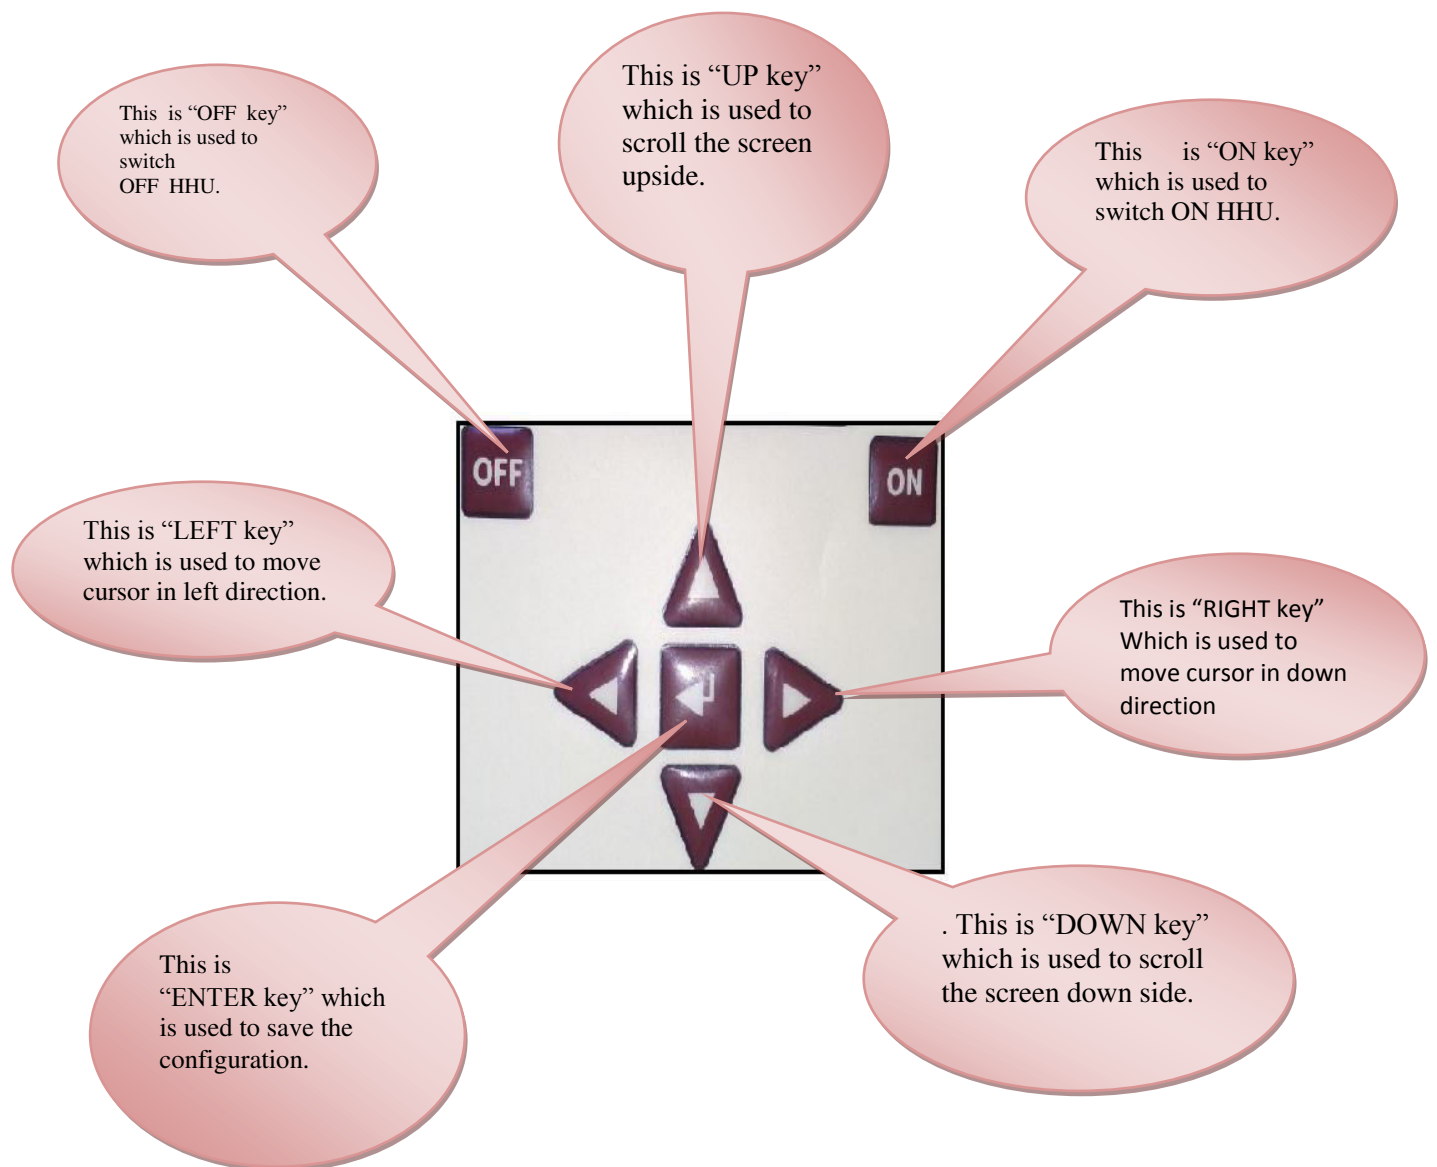 This is “OFF key”
which is used to
switch
OFF HHU.
This is “UP key”
which is used to
scroll the screen
upside.
This is “ON key”
which is used to
switch ON HHU.
OFF
ON
This is “LEFT key”
which is used to move
cursor in left direction.
This is “RIGHT key”
Which is used to
move cursor in down
direction
This is
“ENTER key” which
is used to save the
configuration.
. This is “DOWN key”
which is used to scroll
the screen down side.